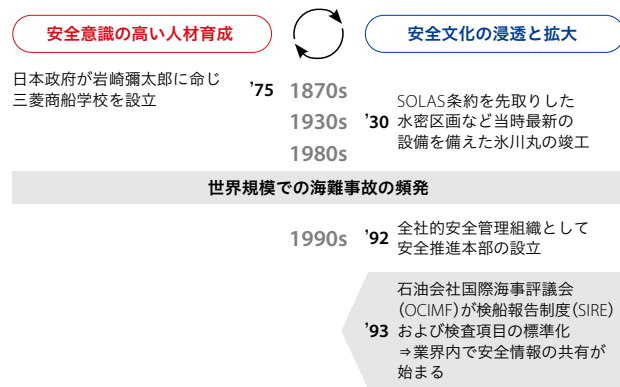 安全意識の高い人材育成
安全文化の浸透と拡大
日本政府が岩崎彌太郎に命じ
三菱商船学校を設立
'75 1870s
1930s
1980s
'30
SOLAS条約を先取りした
水密区画など当時最新の
設備を備えた氷川丸の竣工
世界規模での海難事故の頻発
1990s
'92
全社的安全管理組織として
安全推進本部の設立
'93
石油会社国際海事評議会
(OCIMF)が検船報告制度(SIRE)
および検査項目の標準化
⇒業界内で安全情報の共有が
始まる